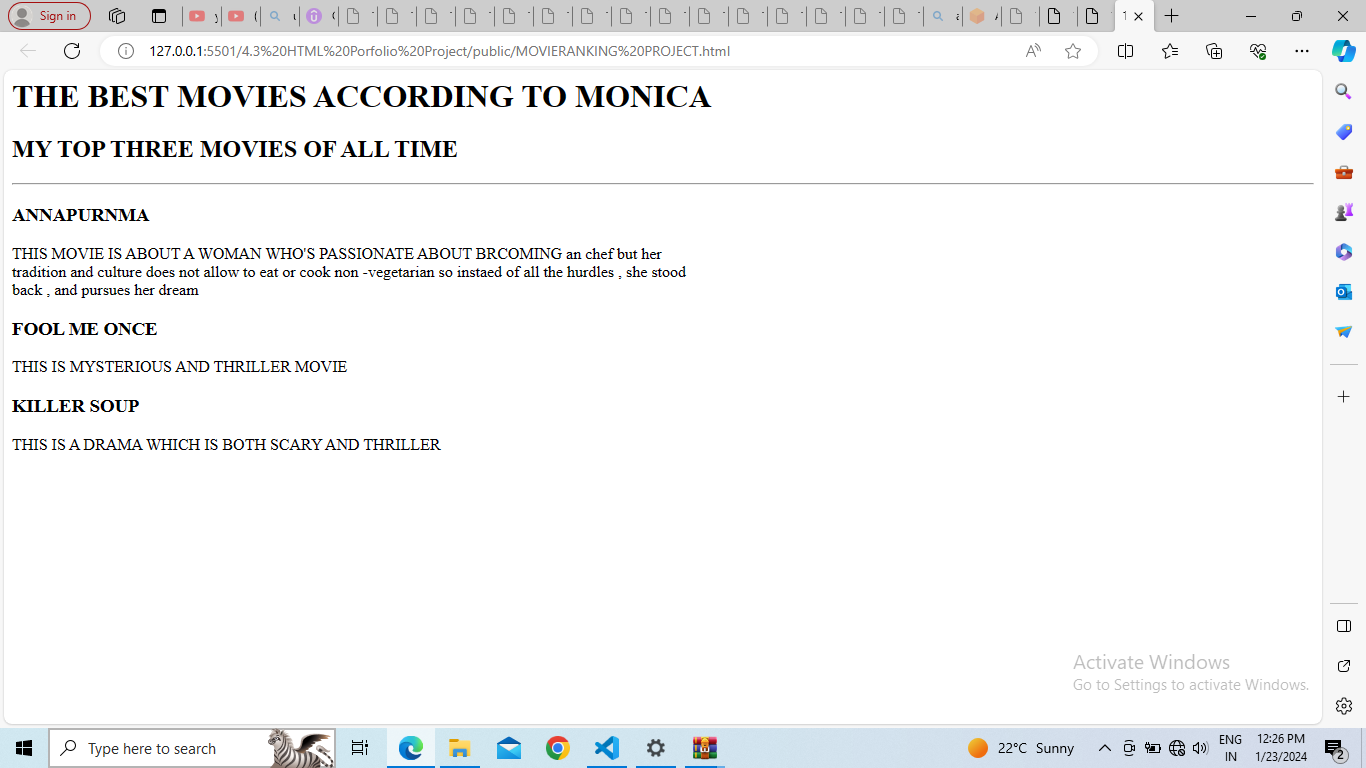 Sign in
127.0.0.1:5501/4.3%20HTML%20Porfolio%20Project/public/MOVIERANKING%20PROJECT.html
THE BEST MOVIES ACCORDING TO MONICA
MY TOP THREE MOVIES OF ALL TIME
ANNAPURNMA
THIS MOVIE IS ABOUT A WOMAN WHO'S PASSIONATE ABOUT BRCOMING an chef but her
tradition and culture does not allow to eat or cook non -vegetarian so instaed of all the hurdles , she stood
back , and pursues her dream
FOOL ME ONCE
THIS IS MYSTERIOUS AND THRILLER MOVIE
KILLER SOUP
THIS IS A DRAMA WHICH IS BOTH SCARY AND THRILLER
Activate Windows
Go to Settings to activate Windows.
Type here to search
22°C Sunny
ENG
IN
12:26 PM
1/23/2024
2